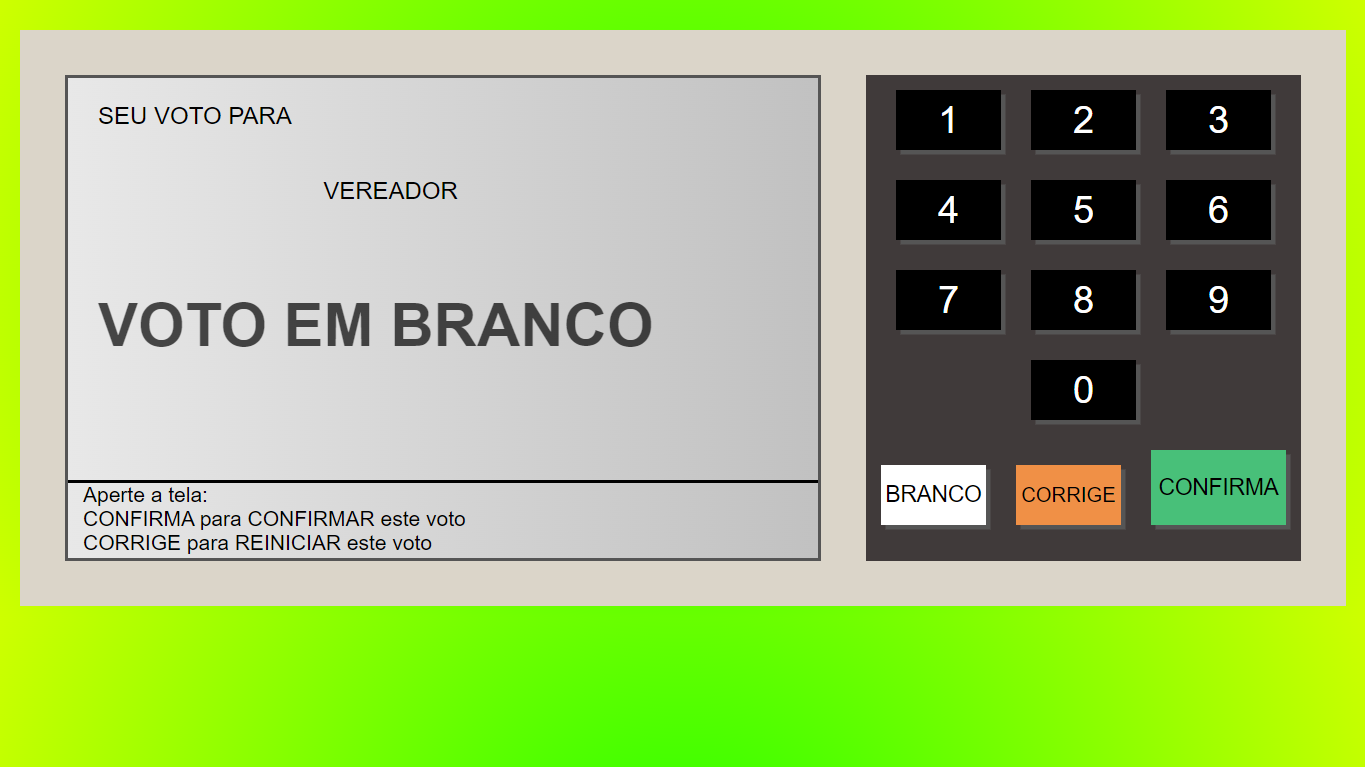 SEU VOTO PARA
VEREADOR
VOTO EM BRANCO
Aperte a tela:
CONFIRMA para CONFIRMAR este voto
CORRIGE para REINICIAR este voto
1 2 3
4 5 6
7 8 9
0
BRANCO CORRIGE CONFIRMA